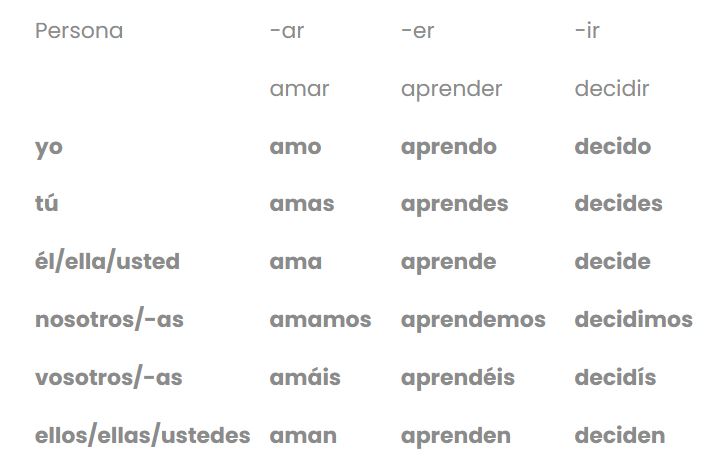 Persona -ar -er -ir
amar aprender decidir
yo amo aprendo decido
tú amas aprendes decides
él/ella/usted ama aprende decide
nosotros/-as amamos aprendemos decidimos
vosotros/-as amáis aprendéis decidís
ellos/ellas/ustedes aman aprenden deciden